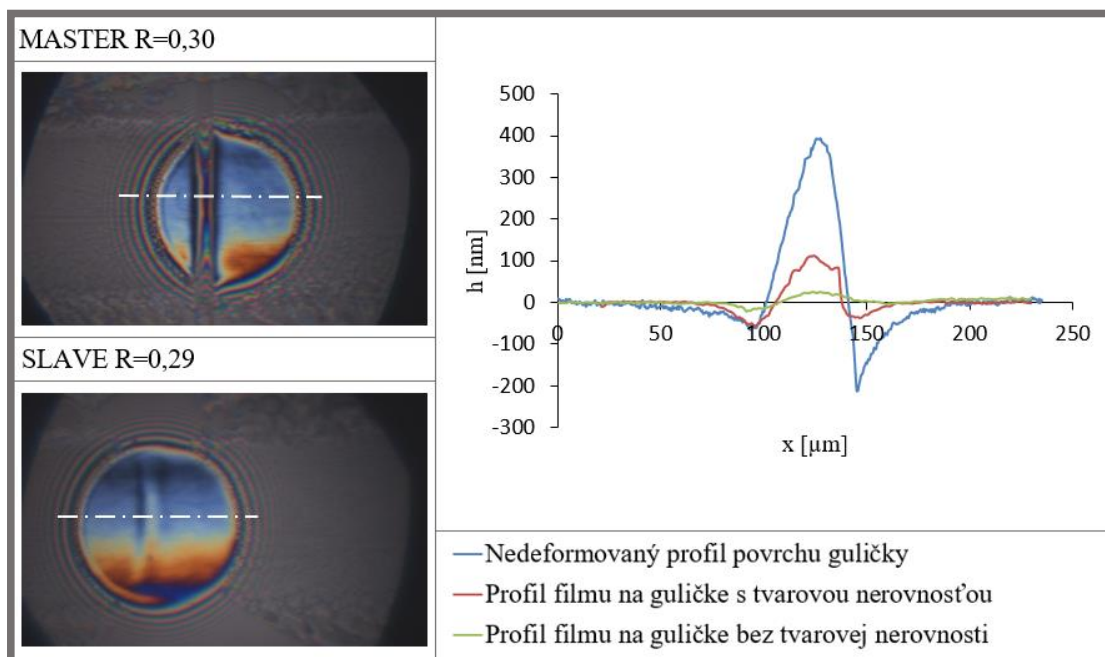 MASTER R=0,30
SLAVE R=0,29
500
400
300
200
100
0
-100
-200
-300
0
50
100
150
200
250
h [nm]
x [µm]
Nedeformovaný profil povrchu guličky
Profil filmu na guličke s tvarovou nerovnosťou
Profil filmu na guličke bez tvarovej nerovnosti